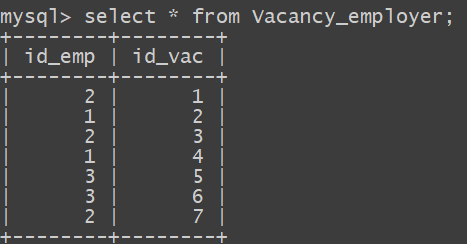 mysql> select * from Vacancy_employer;
+--------+--------+
| id_emp | id_vac |
+--------+--------+
|      2 |      1 |
|      1 |      2 |
|      2 |      3 |
|      1 |      4 |
|      3 |      5 |
|      3 |      6 |
|      2 |      7 |
+--------+--------+